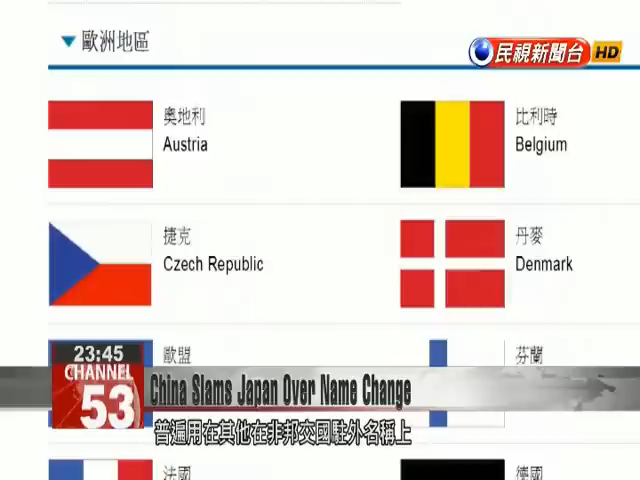 ▼歐洲地區
民視新聞台 HD
奧地利
Austria
比利時
Belgium
捷克
Czech Republic
丹麥
Denmark
歐盟
芬蘭
23:45
CHANNEL
53
China Slams Japan Over Name Change
普遍用在其他在非邦交國駐外名稱上
法國
德國